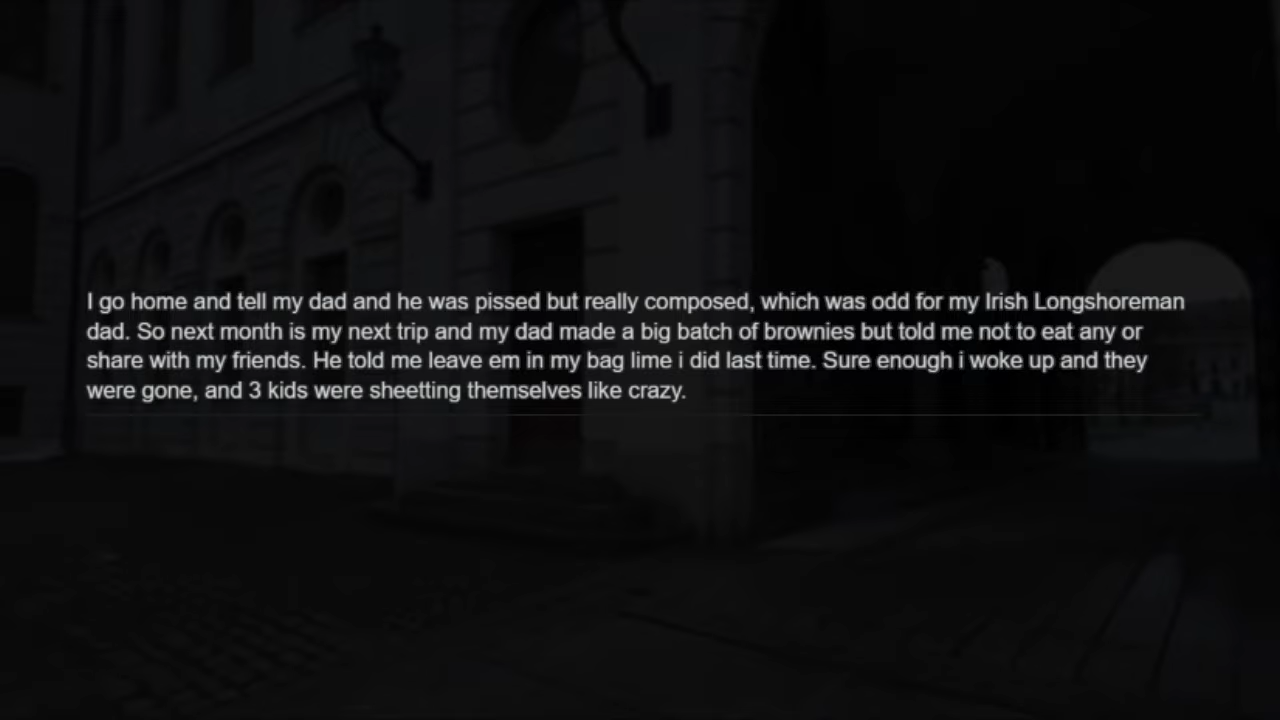 I go home and tell my dad and he was pissed but really composed, which was odd for my Irish Longshoreman
dad. So next month is my next trip and my dad made a big batch of brownies but told me not to eat any or
share with my friends. He told me leave em in my bag lime i did last time. Sure enough i woke up and they
were gone, and 3 kids were sheetting themselves like crazy.